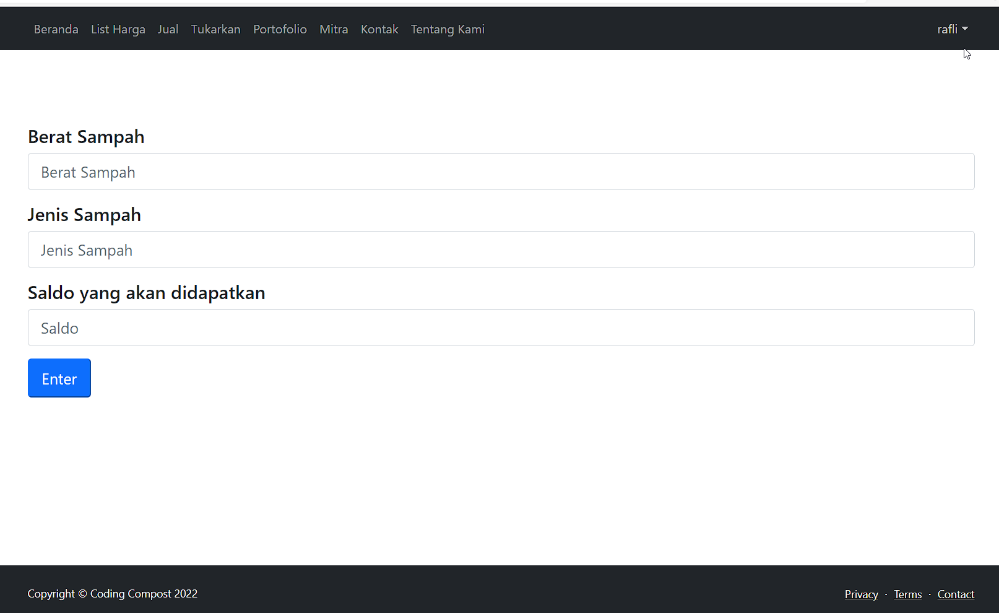 Beranda List Harga Jual Tukarkan Portofolio Mitra Kontak Tentang Kami rafli
Berat Sampah
Berat Sampah
Jenis Sampah
Jenis Sampah
Saldo yang akan didapatkan
Saldo
Enter
Copyright © Coding Compost 2022 Privacy · Terms · Contact